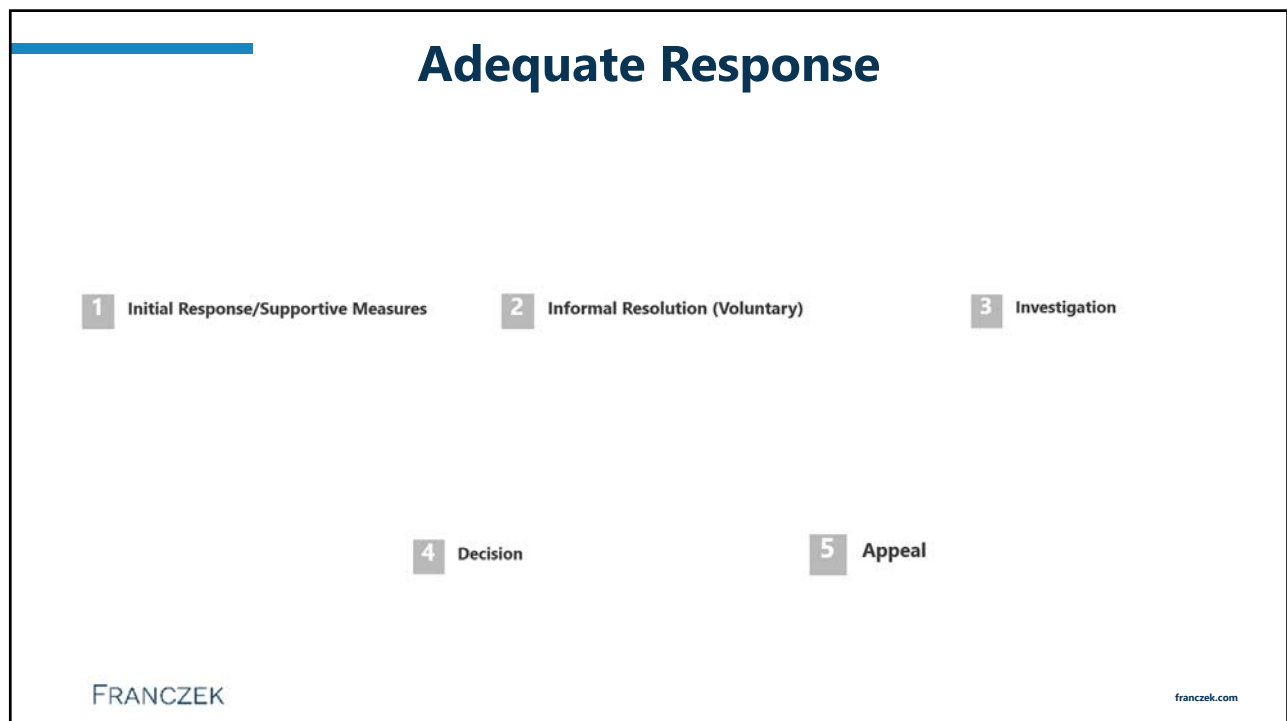 Adequate Response
1 Initial Response/Supportive Measures
2 Informal Resolution (Voluntary)
3 Investigation
4 Decision
5 Appeal
FRANCZEK
franczek.com